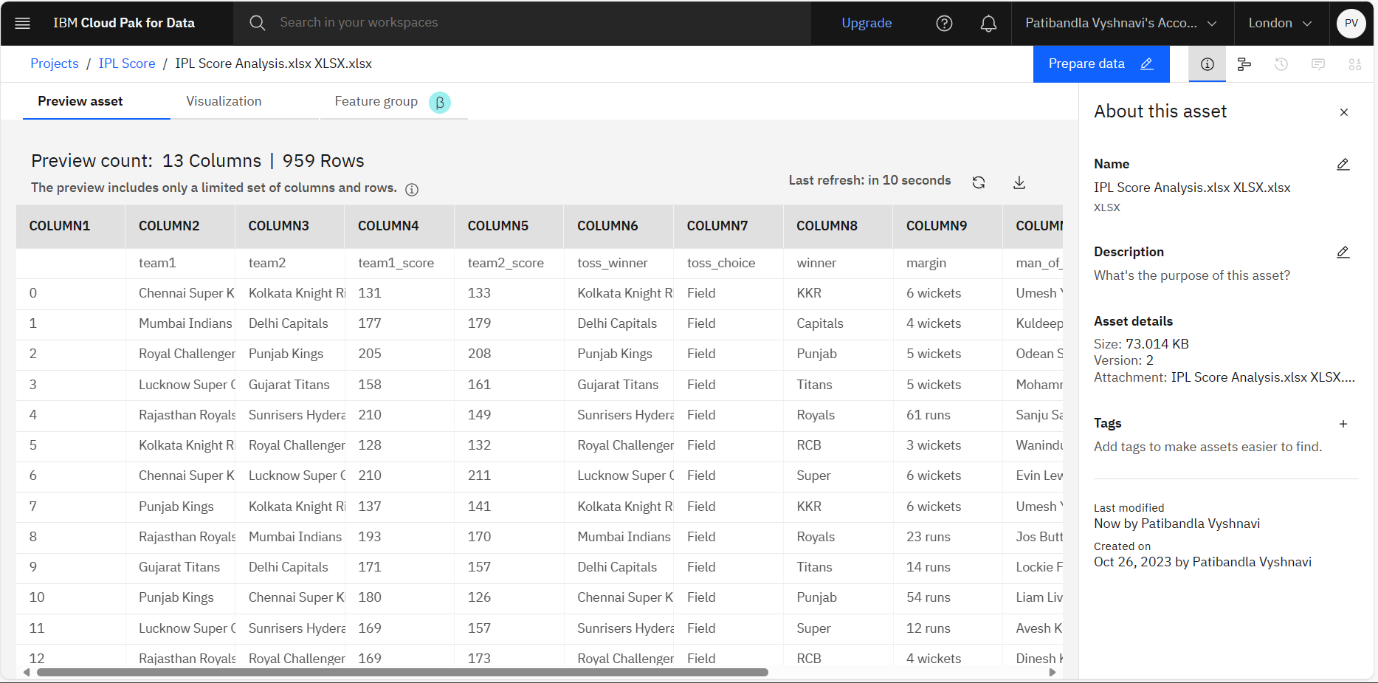 IBM Cloud Pak for Data Search in your workspaces Upgrade Patibandla Vyshnavi's Acco... London PV
Projects / IPL Score / IPL Score Analysis.xlsx XLSX.xlsx Prepare data
Preview asset Visualization Feature group β
Preview count: 13 Columns | 959 Rows
The preview includes only a limited set of columns and rows.
Last refresh: in 10 seconds
COLUMN1 COLUMN2 COLUMN3 COLUMN4 COLUMN5 COLUMN6 COLUMN7 COLUMN8 COLUMN9 COLUM
team1 team2 team1_score team2_score toss_winner toss_choice winner margin man_of_
0 Chennai Super K Kolkata Knight Ri 131 133 Kolkata Knight R Field KKR 6 wickets Umesh Y
1 Mumbai Indians Delhi Capitals 177 179 Delhi Capitals Field Capitals 4 wickets Kuldeep
2 Royal Challenger Punjab Kings 205 208 Punjab Kings Field Punjab 5 wickets Odean S
3 Lucknow Super G Gujarat Titans 158 161 Gujarat Titans Field Titans 5 wickets Mohamm
4 Rajasthan Royals Sunrisers Hydera 210 149 Sunrisers Hydera Field Royals 61 runs Sanju Sa
5 Kolkata Knight Ri Royal Challenger 128 132 Royal Challenger Field RCB 3 wickets Wanindu
6 Chennai Super K Lucknow Super G 210 211 Lucknow Super G Field Super 6 wickets Evin Lew
7 Punjab Kings Kolkata Knight Ri 137 141 Kolkata Knight R Field KKR 6 wickets Umesh Y
8 Rajasthan Royals Mumbai Indians 193 170 Mumbai Indians Field Royals 23 runs Jos Butt
9 Gujarat Titans Delhi Capitals 171 157 Delhi Capitals Field Titans 14 runs Lockie F
10 Punjab Kings Chennai Super K 180 126 Chennai Super K Field Punjab 54 runs Liam Liv
11 Lucknow Super G Sunrisers Hydera 169 157 Sunrisers Hydera Field Super 12 runs Avesh K
12 Rajasthan Royals Royal Challenger 169 173 Royal Challenger Field RCB 4 wickets Dinesh K
About this asset
Name
IPL Score Analysis.xlsx XLSX.xlsx
XLSX
Description
What's the purpose of this asset?
Asset details
Size: 73.014 KB
Version: 2
Attachment: IPL Score Analysis.xlsx XLSX....
Tags
Add tags to make assets easier to find.
Last modified
Now by Patibandla Vyshnavi
Created on
Oct 26, 2023 by Patibandla Vyshnavi